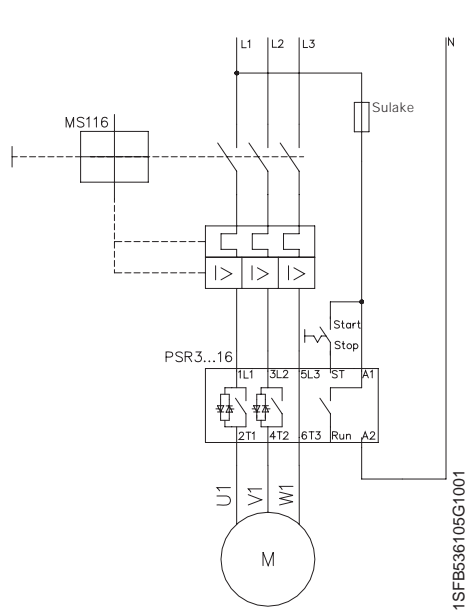 L1 L2 L3 N
Sulake
MS116
I> I> I>
Start
Stop
PSR3...16
1L1 3L2 5L3 ST A1
2T1 4T2 6T3 Run A2
U1 V1 W1
M
1SFB536105G1001